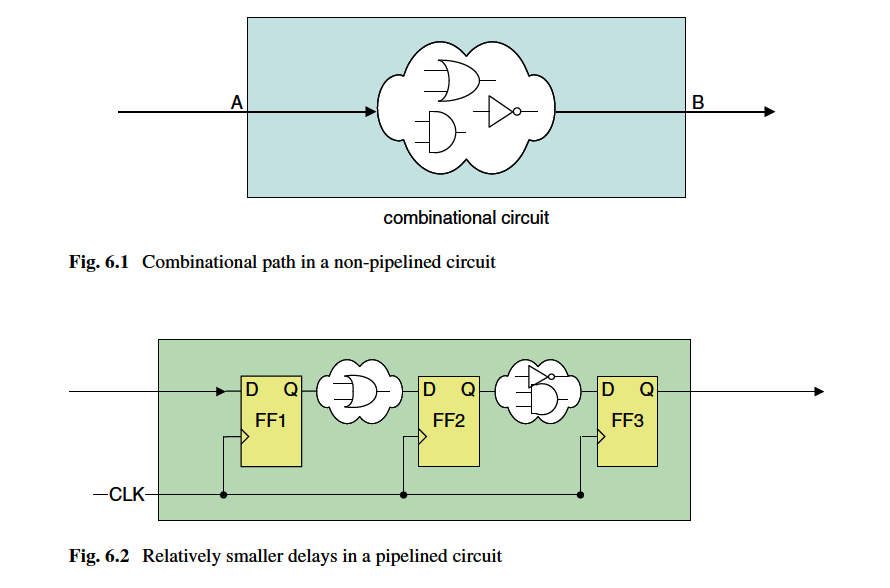 A
B
combinational circuit
Fig. 6.1 Combinational path in a non-pipelined circuit
D Q D Q D Q
FF1 FF2 FF3
CLK
Fig. 6.2 Relatively smaller delays in a pipelined circuit